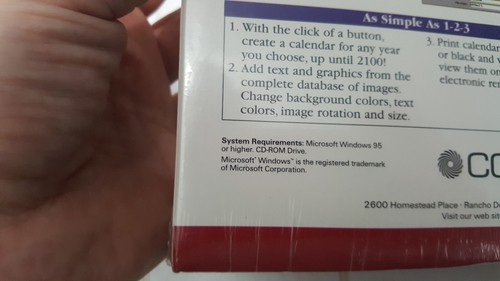 As Simple As 1-2-3
1. With the click of a button,
create a calendar for any year
you choose, up until 2100!
2. Add text and graphics from the
complete database of images.
Change background colors, text
colors, image rotation and size.
3. Print calendar
or black and
view them on
electronic
System Requirements: Microsoft Windows 95
or higher. CD-ROM Drive.
Microsoft® Windows™ is the registered trademark
of Microsoft Corporation.
2600 Homestead Place · Rancho
Visit our web